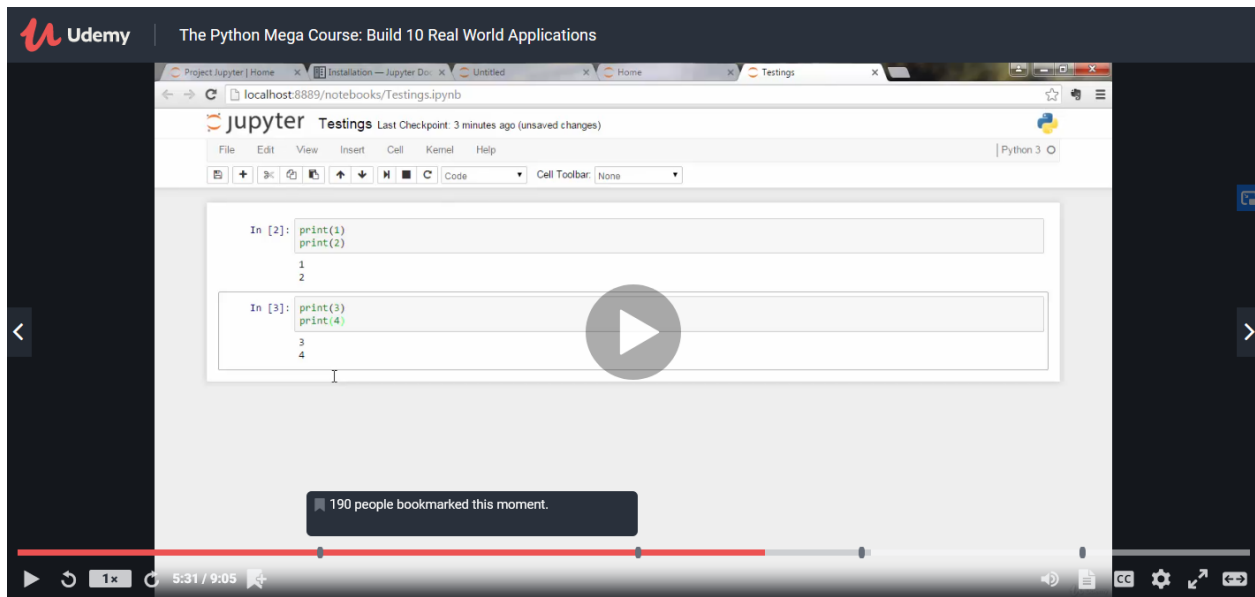 Udemy The Python Mega Course: Build 10 Real World Applications
Project Jupyter | Home Installation — Jupyter Doc Untitled Home Testings
localhost:8889/notebooks/Testings.ipynb
jupyter Testings Last Checkpoint: 3 minutes ago (unsaved changes)
File Edit View Insert Cell Kernel Help Python 3
Code Cell Toolbar: None
In [2]: print(1)
print(2)
1
2
In [3]: print(3)
print(4)
3
4
190 people bookmarked this moment.
1x 5:31 / 9:05 CC